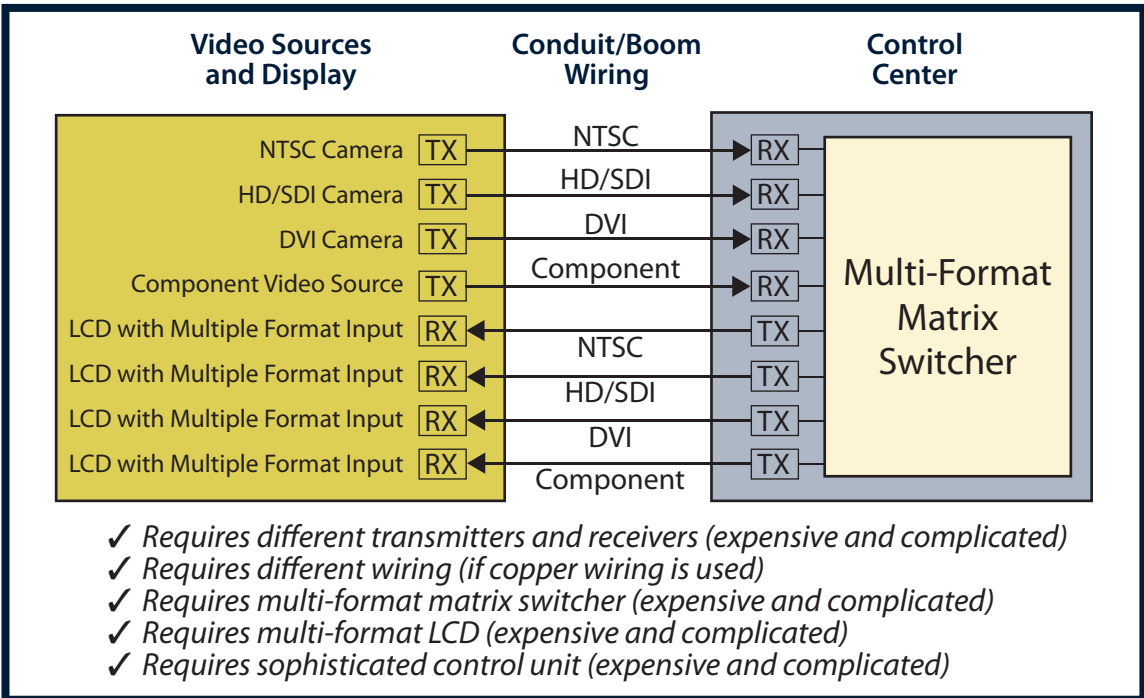 Video Sources
and Display
Conduit/Boom
Wiring
Control
Center
NTSC Camera TX NTSC RX
HD/SDI Camera TX HD/SDI RX
DVI Camera TX DVI RX
Component Video Source TX Component RX
LCD with Multiple Format Input RX NTSC TX
LCD with Multiple Format Input RX HD/SDI TX
LCD with Multiple Format Input RX DVI TX
LCD with Multiple Format Input RX Component TX
Multi-Format
Matrix
Switcher
✓ Requires different transmitters and receivers (expensive and complicated)
✓ Requires different wiring (if copper wiring is used)
✓ Requires multi-format matrix switcher (expensive and complicated)
✓ Requires multi-format LCD (expensive and complicated)
✓ Requires sophisticated control unit (expensive and complicated)